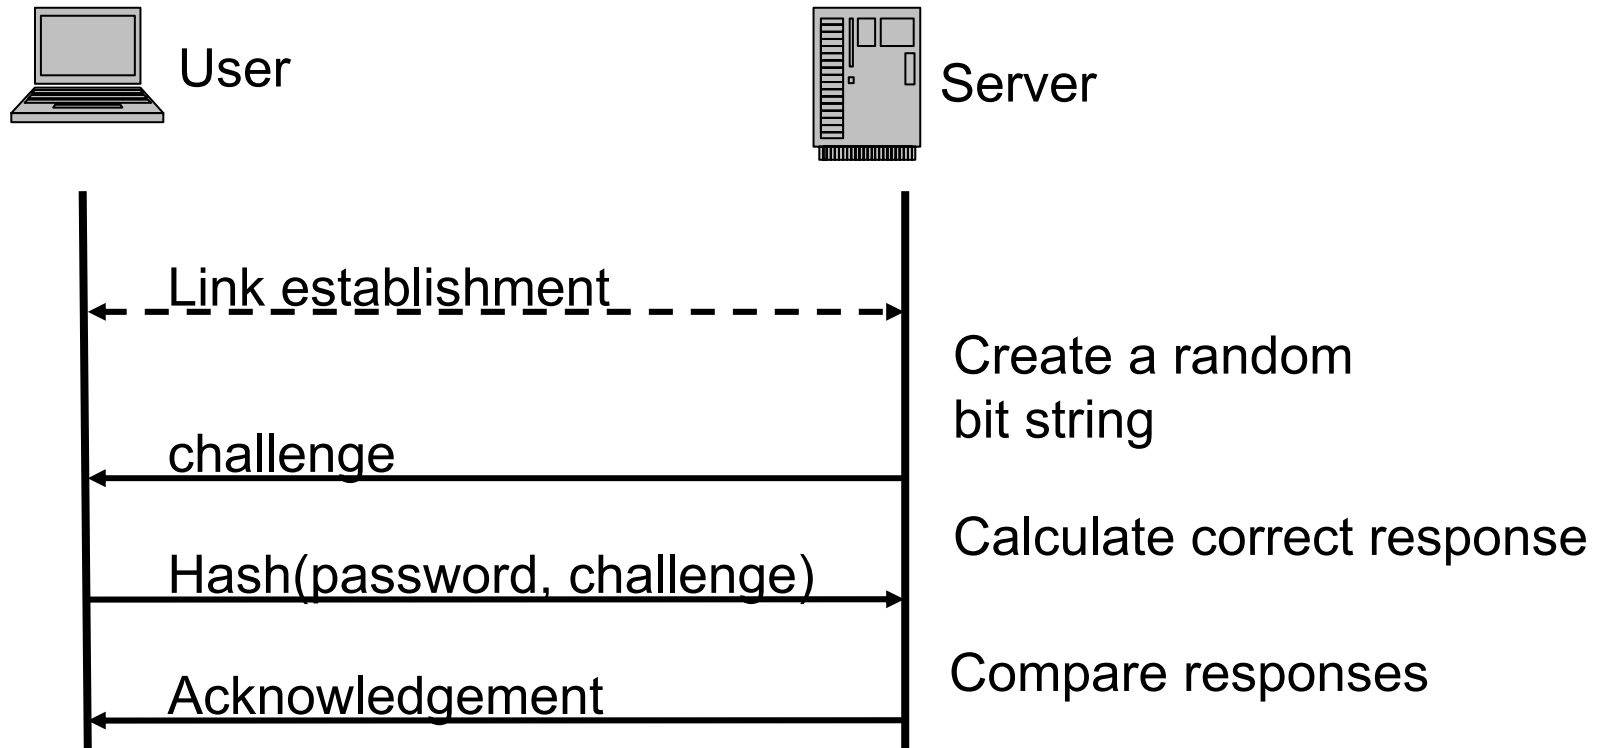 User
Server
Link establishment
Create a random
bit string
challenge
Calculate correct response
Hash(password, challenge)
Compare responses
Acknowledgement